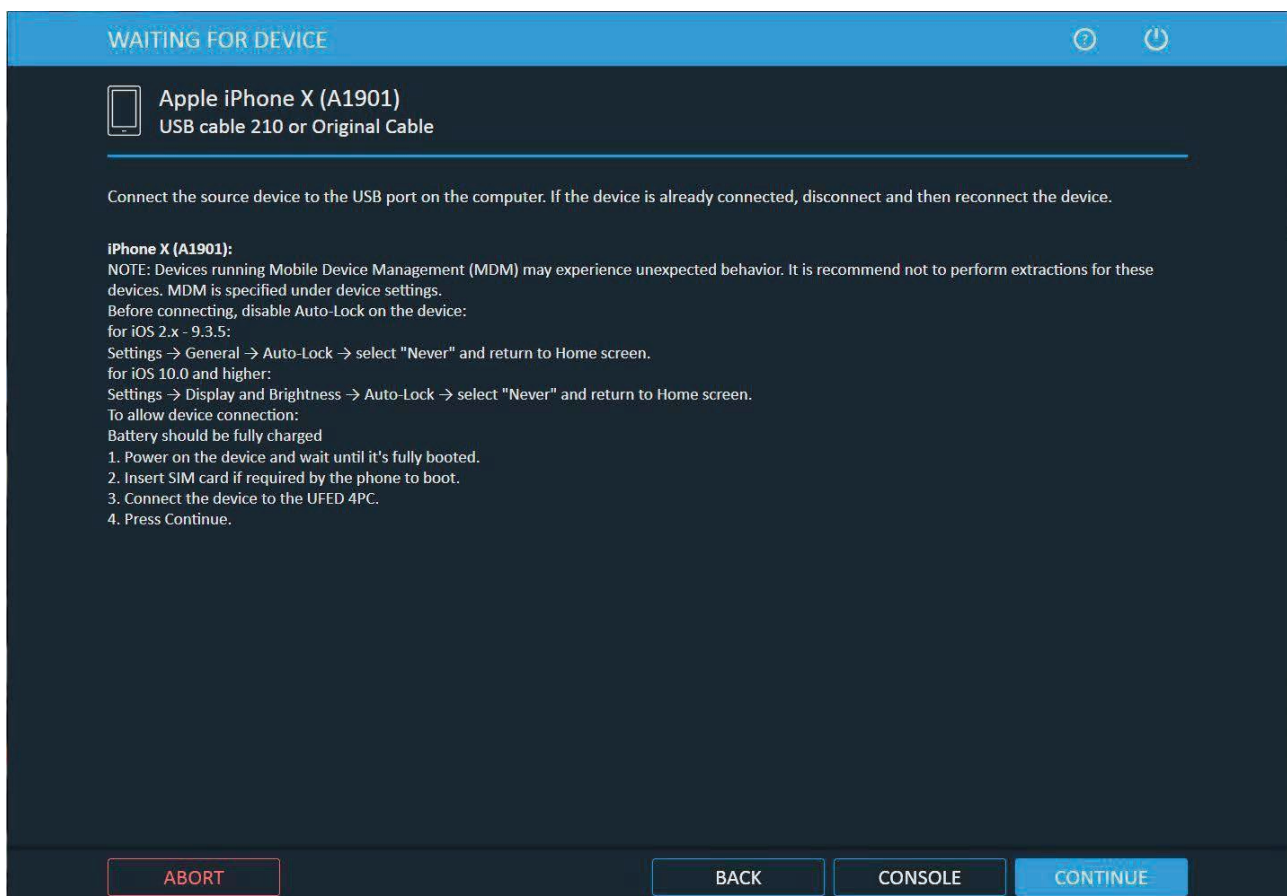 WAITING FOR DEVICE
Apple iPhone X (A1901)
USB cable 210 or Original Cable
Connect the source device to the USB port on the computer. If the device is already connected, disconnect and then reconnect the device.
iPhone X (A1901):
NOTE: Devices running Mobile Device Management (MDM) may experience unexpected behavior. It is recommend not to perform extractions for these
devices. MDM is specified under device settings.
Before connecting, disable Auto-Lock on the device:
for iOS 2.x - 9.3.5:
Settings → General → Auto-Lock → select "Never" and return to Home screen.
for iOS 10.0 and higher:
Settings → Display and Brightness → Auto-Lock → select "Never" and return to Home screen.
To allow device connection:
Battery should be fully charged
1. Power on the device and wait until it's fully booted.
2. Insert SIM card if required by the phone to boot.
3. Connect the device to the UFED 4PC.
4. Press Continue.
ABORT BACK CONSOLE CONTINUE